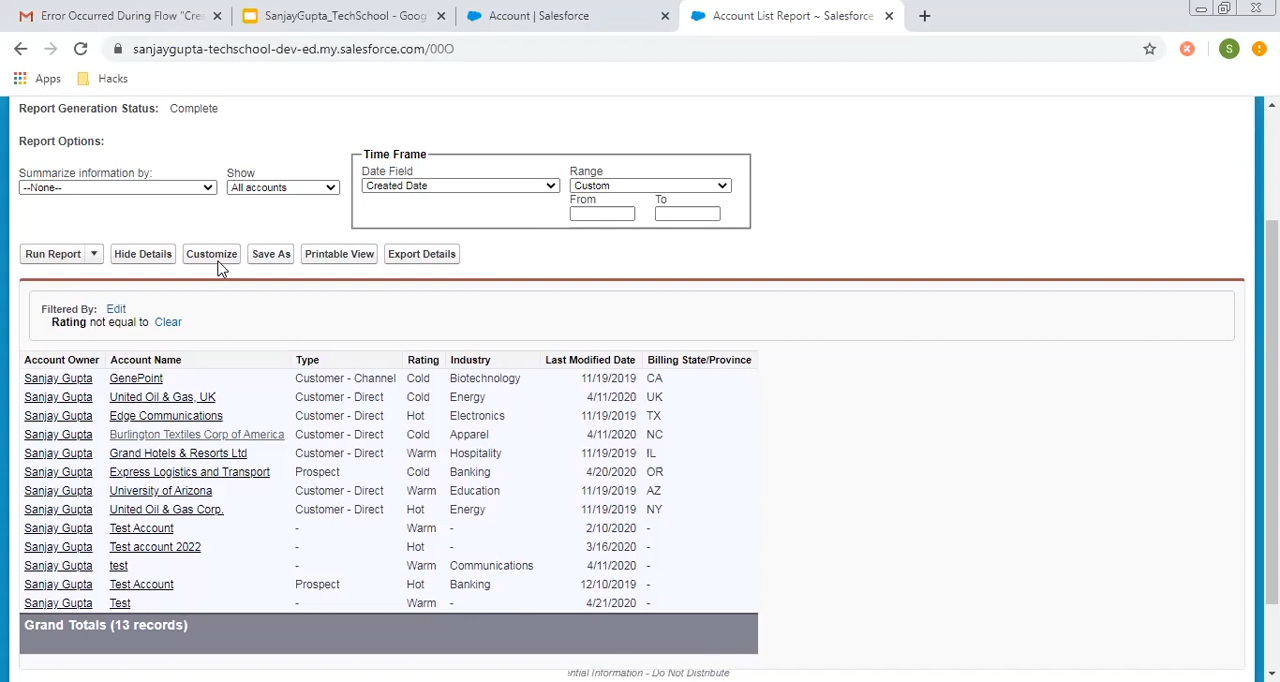 Error Occurred During Flow "Cre
SanjayGupta_TechSchool - Goog
Account | Salesforce
Account List Report ~ Salesforce
sanjaygupta-techschool-dev-ed.my.salesforce.com/00O
S
Apps Hacks
Report Generation Status: Complete
Report Options:
Summarize information by: Show
--None-- All accounts
Time Frame
Date Field Range
Created Date Custom
From To
Run Report Hide Details Customize Save As Printable View Export Details
Filtered By: Edit
Rating not equal to Clear
Account Owner Account Name Type Rating Industry Last Modified Date Billing State/Province
Sanjay Gupta GenePoint Customer - Channel Cold Biotechnology 11/19/2019 CA
Sanjay Gupta United Oil & Gas, UK Customer - Direct Cold Energy 4/11/2020 UK
Sanjay Gupta Edge Communications Customer - Direct Hot Electronics 11/19/2019 TX
Sanjay Gupta Burlington Textiles Corp of America Customer - Direct Cold Apparel 4/11/2020 NC
Sanjay Gupta Grand Hotels & Resorts Ltd Customer - Direct Warm Hospitality 11/19/2019 IL
Sanjay Gupta Express Logistics and Transport Prospect Cold Banking 4/20/2020 OR
Sanjay Gupta University of Arizona Customer - Direct Warm Education 11/19/2019 AZ
Sanjay Gupta United Oil & Gas Corp. Customer - Direct Hot Energy 11/19/2019 NY
Sanjay Gupta Test Account - Warm - 2/10/2020 -
Sanjay Gupta Test account 2022 - Hot - 3/16/2020 -
Sanjay Gupta test - Warm Communications 4/11/2020 -
Sanjay Gupta Test Account Prospect Hot Banking 12/10/2019 -
Sanjay Gupta Test - Warm - 4/21/2020 -
Grand Totals (13 records)
ntial Information - Do Not Distribute